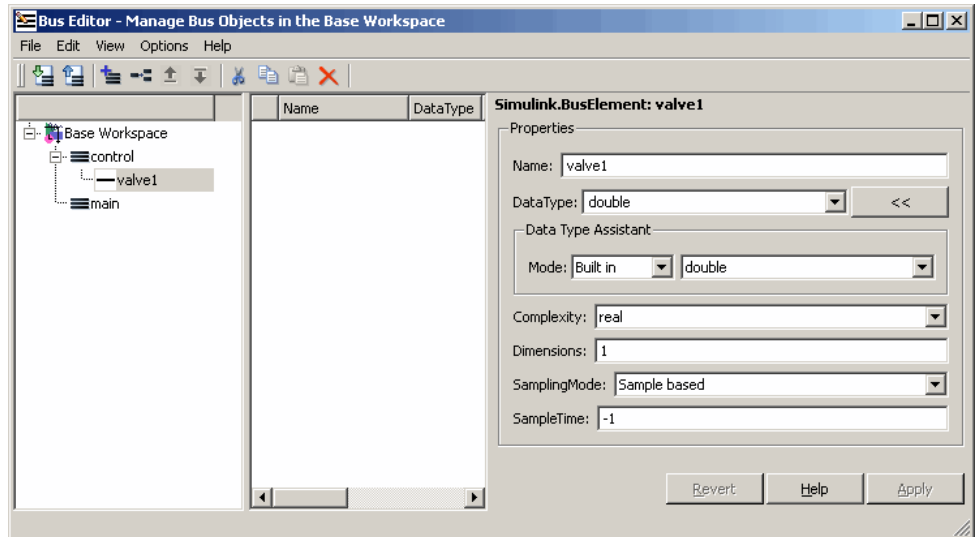 Bus Editor - Manage Bus Objects in the Base Workspace
File Edit View Options Help
Name DataType
Base Workspace
control
valve1
main
Simulink.BusElement: valve1
Properties
Name: valve1
DataType: double <<
Data Type Assistant
Mode: Built in double
Complexity: real
Dimensions: 1
SamplingMode: Sample based
SampleTime: -1
Revert Help Apply